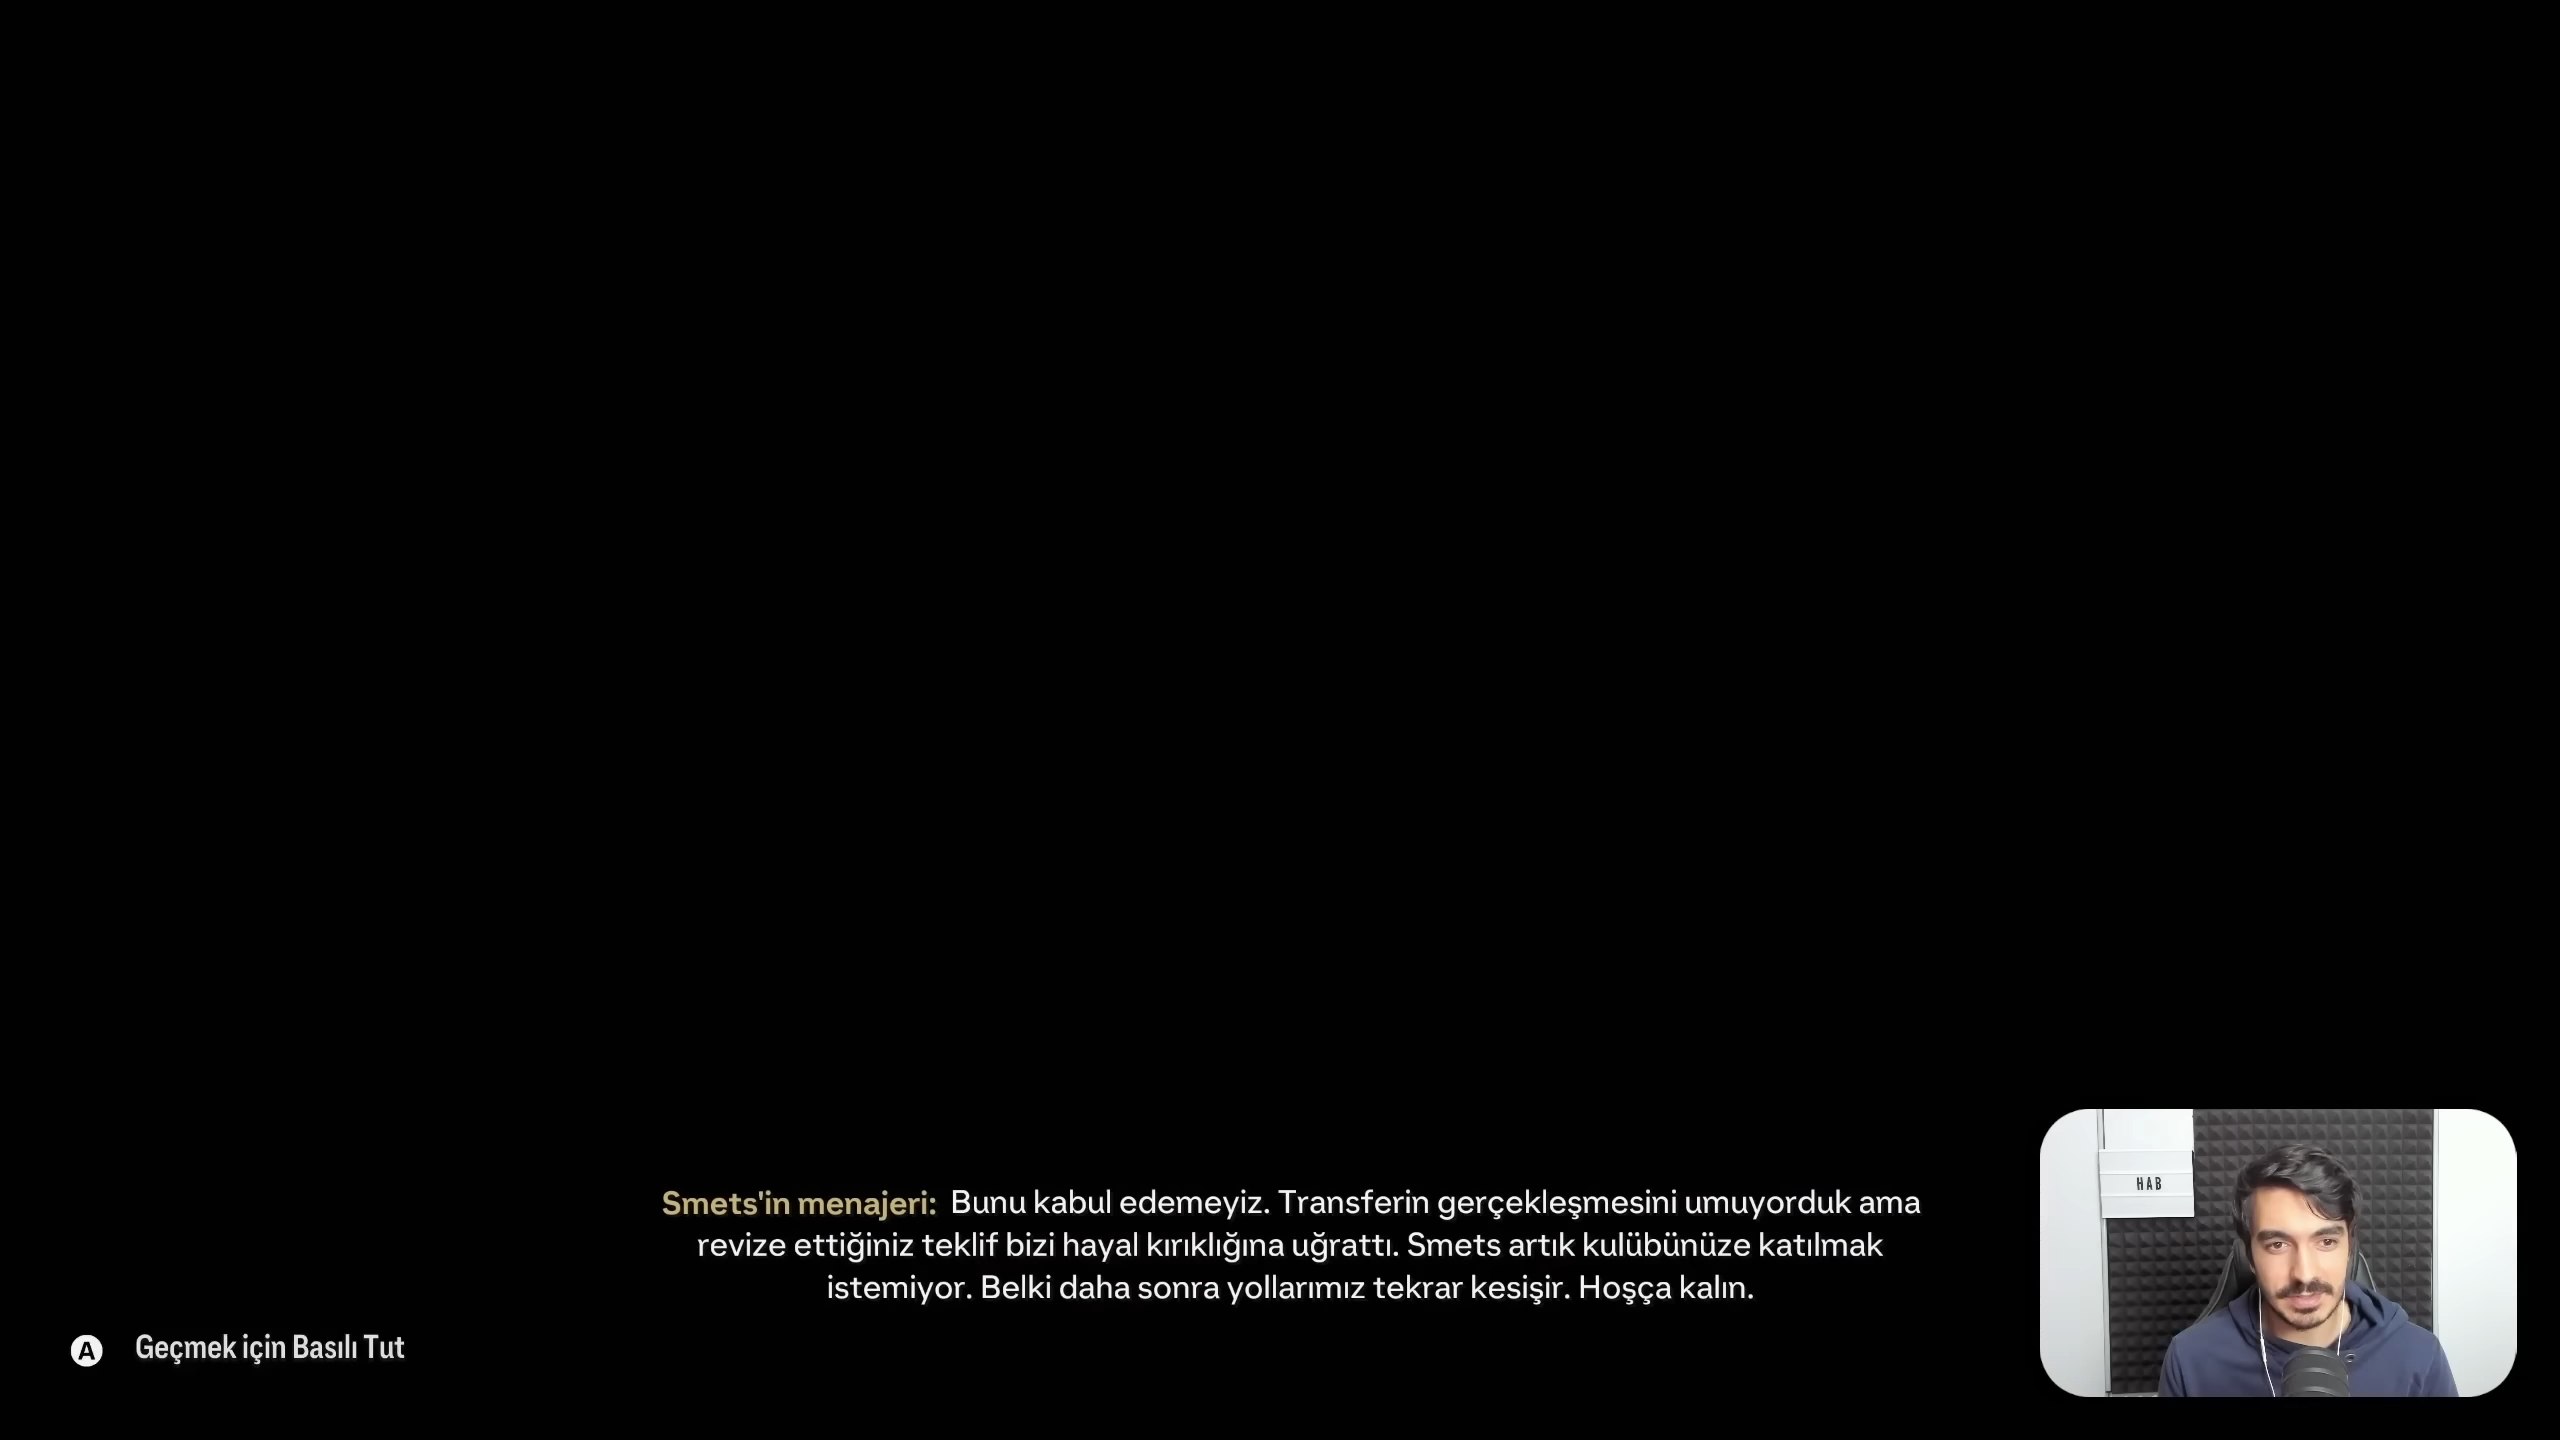 HAB
Smets'in menajeri: Bunu kabul edemeyiz. Transferin gerçekleşmesini umuyorduk ama
revize ettiğiniz teklif bizi hayal kırıklığına uğrattı. Smets artık kulübünüze katılmak
istemiyor. Belki daha sonra yollarımız tekrar kesişir. Hoşça kalın.
A Geçmek için Basılı Tut